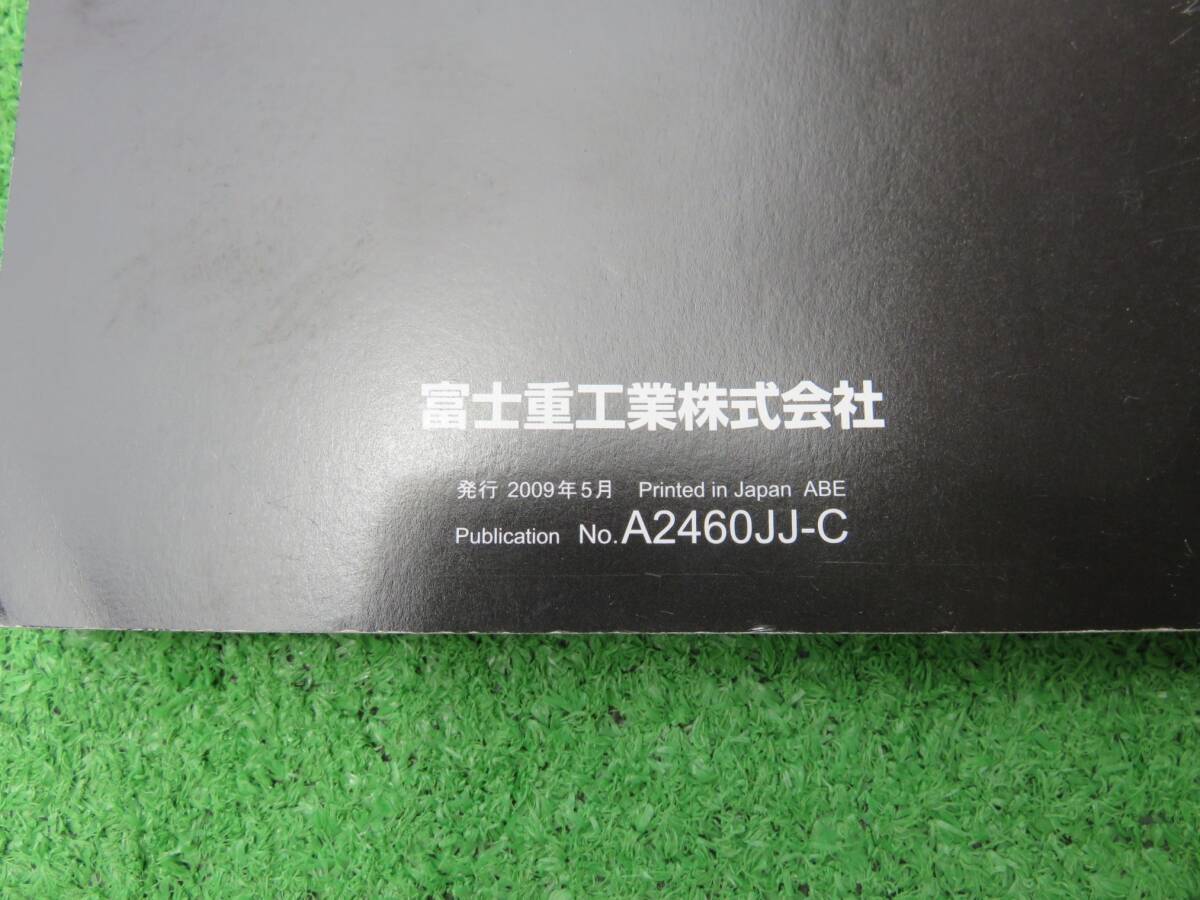 富士重工業株式会社
発行 2009年5月 Printed in Japan ABE
Publication No.A2460JJ-C